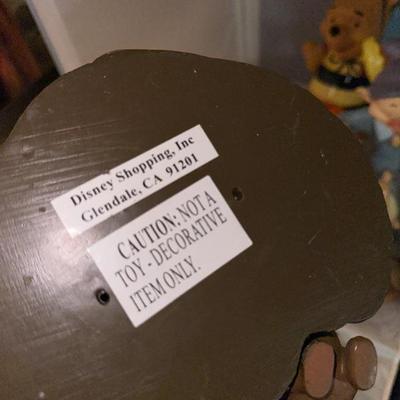 Disney Shopping, Inc
Glendale, CA 91201
CAUTION: NOT A
TOY - DECORATIVE
ITEM ONLY.